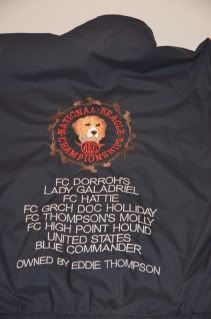 NATIONAL BEAGLE
CHAMPIONSHIP
FC DORROH'S
LADY GALADRIEL
FC HATTIE
FC GRCH DOC HOLLIDAY
FC THOMPSON'S MOLLY
FC HIGH POINT HOUND
UNITED STATES
BLUE COMMANDER
OWNED BY EDDIE THOMPSON